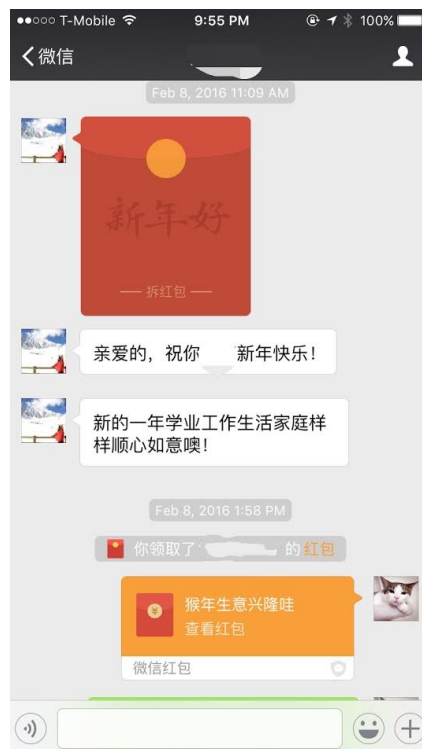 T-Mobile
9:55 PM
100%
微信
Feb 8, 2016 11:09 AM
新年好
拆红包
亲爱的，祝你 新年快乐！
新的一年学业工作生活家庭样
样顺心如意噢！
Feb 8, 2016 1:58 PM
你领取了 的红包
猴年生意兴隆哇
查看红包
微信红包